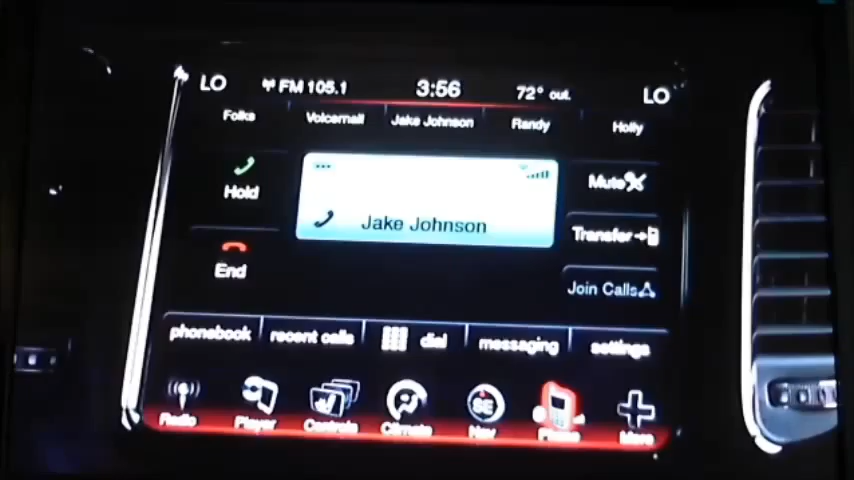 LO FM 105.1 3:56 72° out. LO
Folks Voicemail Jake Johnson Randy Holly
Hold
Jake Johnson
Mute
End
Transfer
Join Calls
phonebook recent calls dial messaging settings
SE
Radio Player Controls Climate Nav Phone More